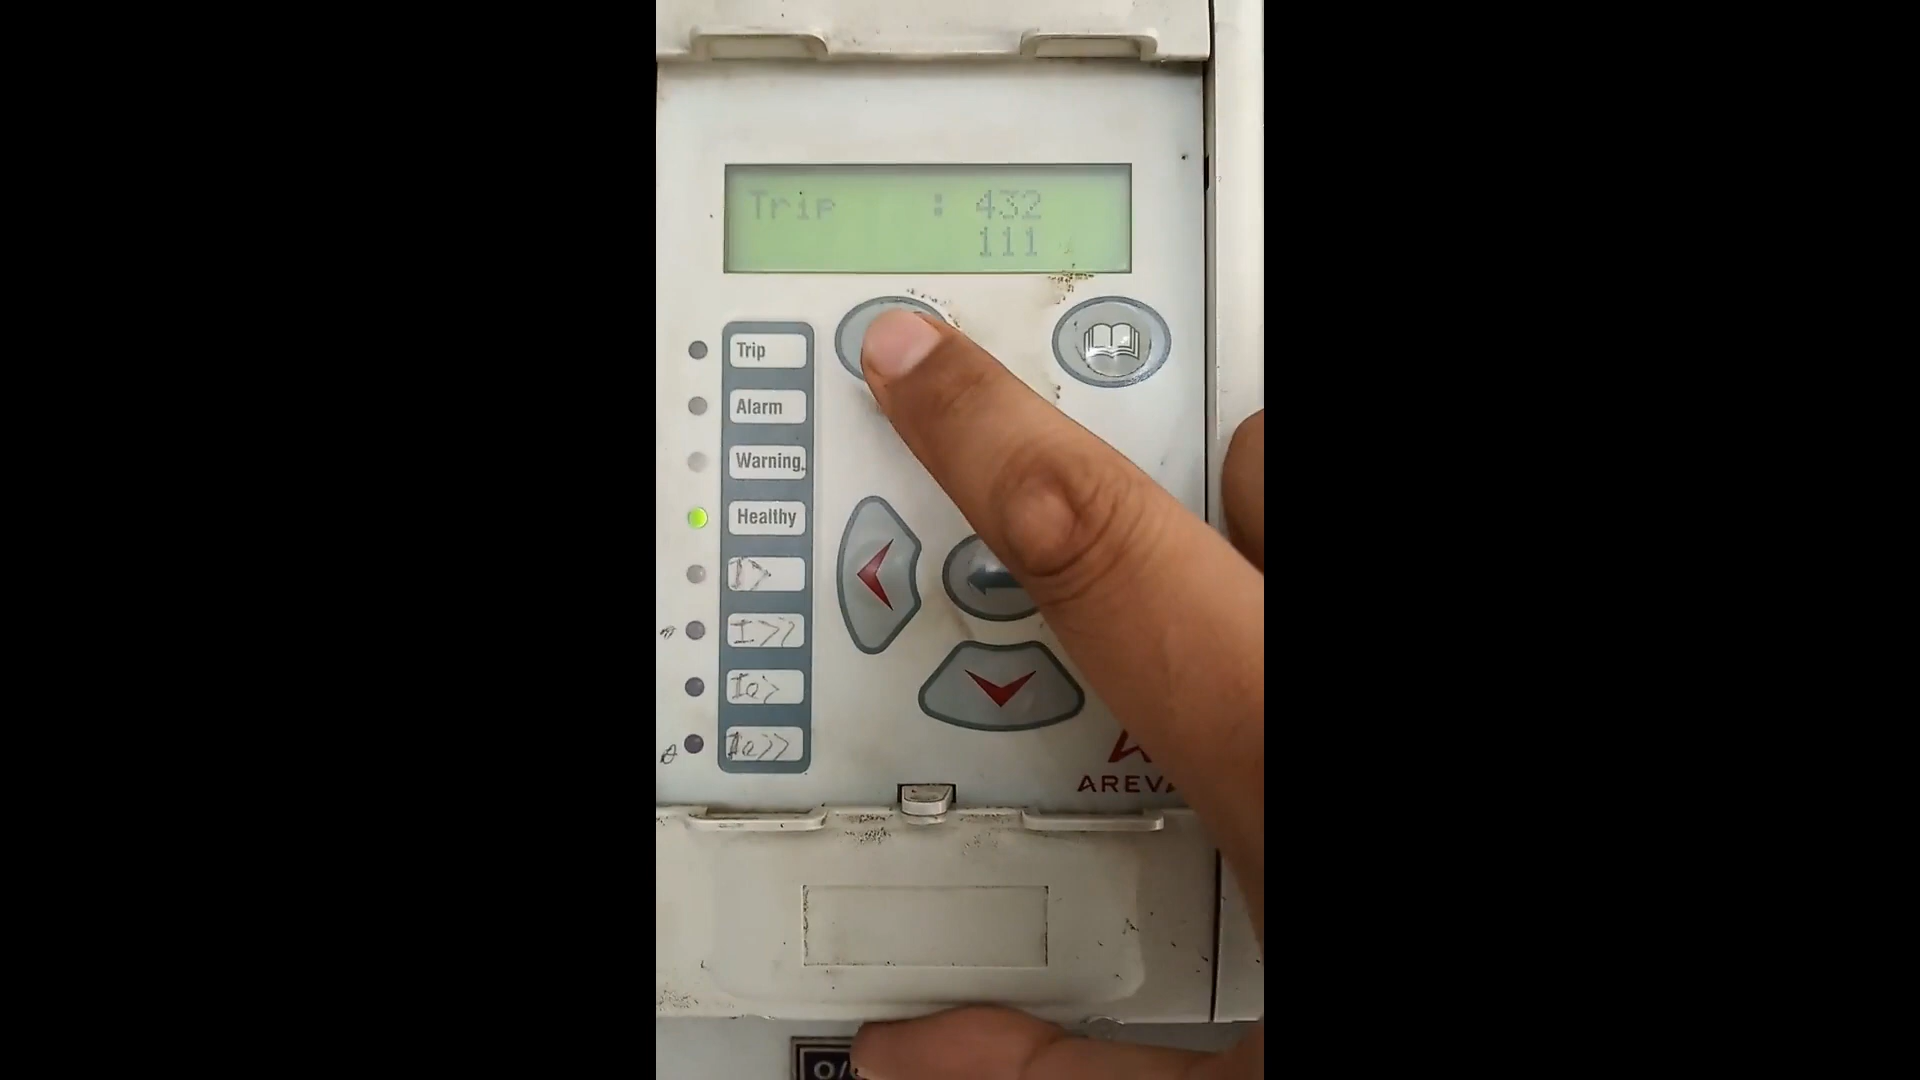 Trip : 432
111
Trip
Alarm
Warning
Healthy
I>
I>>
Io>
Io>>
AREVA
O/